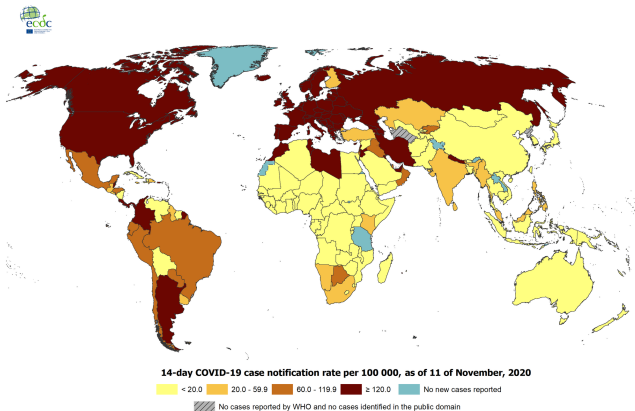 ecdc
14-day COVID-19 case notification rate per 100 000, as of 11 of November, 2020
< 20.0 20.0 - 59.9 60.0 - 119.9 ≥ 120.0 No new cases reported
No cases reported by WHO and no cases identified in the public domain